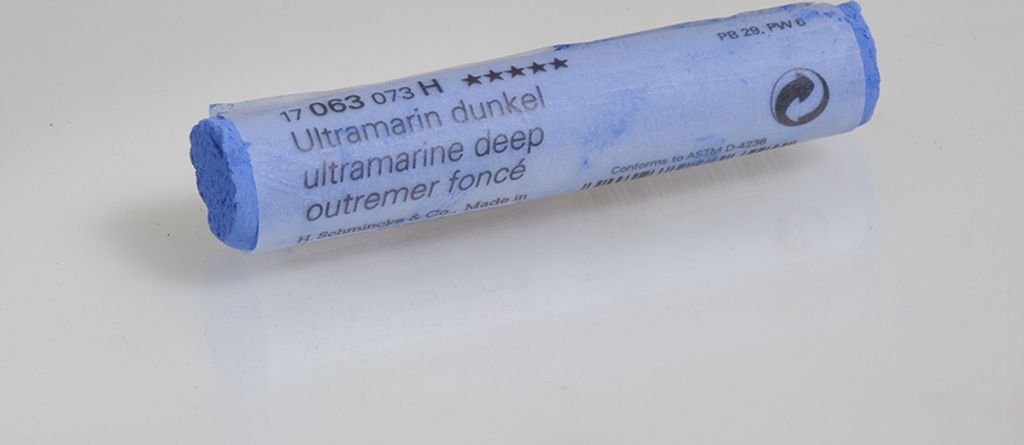 17 063 073 H ★★★★★
Ultramarin dunkel
ultramarine deep
outremer foncé
H. Schmincke & Co., Made in
PB 29, PW 6
Conforms to ASTM D-4236